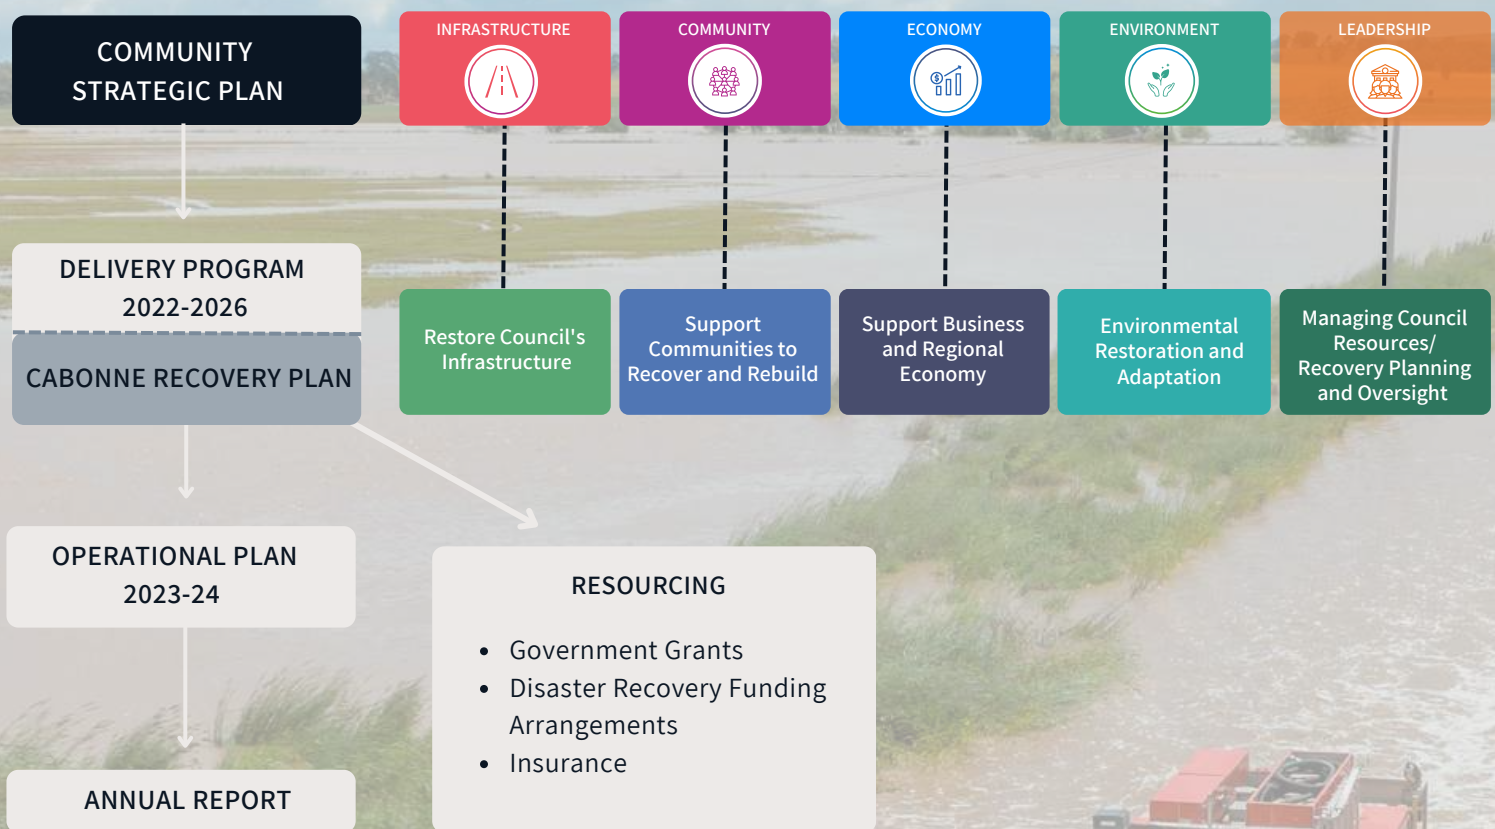 COMMUNITY
STRATEGIC PLAN
INFRASTRUCTURE
COMMUNITY
ECONOMY
ENVIRONMENT
LEADERSHIP
DELIVERY PROGRAM
2022-2026
CABONNE RECOVERY PLAN
Restore Council's
Infrastructure
Support
Communities to
Recover and Rebuild
Support Business
and Regional
Economy
Environmental
Restoration and
Adaptation
Managing Council
Resources/
Recovery Planning
and Oversight
OPERATIONAL PLAN
2023-24
RESOURCING
• Government Grants
• Disaster Recovery Funding
Arrangements
• Insurance
ANNUAL REPORT